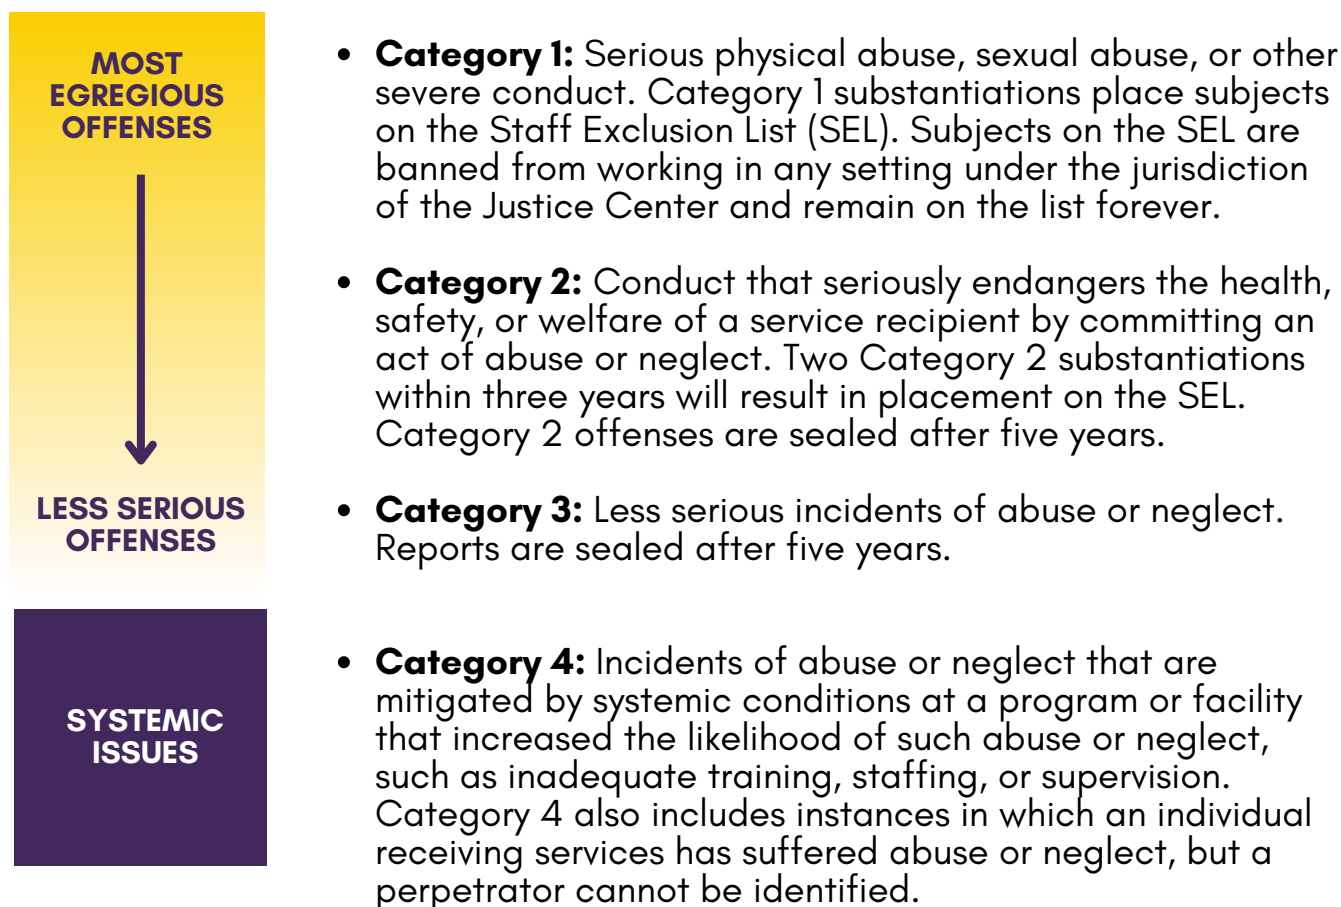 MOST
EGREGIOUS
OFFENSES
LESS SERIOUS
OFFENSES
SYSTEMIC
ISSUES
• Category 1: Serious physical abuse, sexual abuse, or other
severe conduct. Category 1 substantiations place subjects
on the Staff Exclusion List (SEL). Subjects on the SEL are
banned from working in any setting under the jurisdiction
of the Justice Center and remain on the list forever.
• Category 2: Conduct that seriously endangers the health,
safety, or welfare of a service recipient by committing an
act of abuse or neglect. Two Category 2 substantiations
within three years will result in placement on the SEL.
Category 2 offenses are sealed after five years.
• Category 3: Less serious incidents of abuse or neglect.
Reports are sealed after five years.
• Category 4: Incidents of abuse or neglect that are
mitigated by systemic conditions at a program or facility
that increased the likelihood of such abuse or neglect,
such as inadequate training, staffing, or supervision.
Category 4 also includes instances in which an individual
receiving services has suffered abuse or neglect, but a
perpetrator cannot be identified.